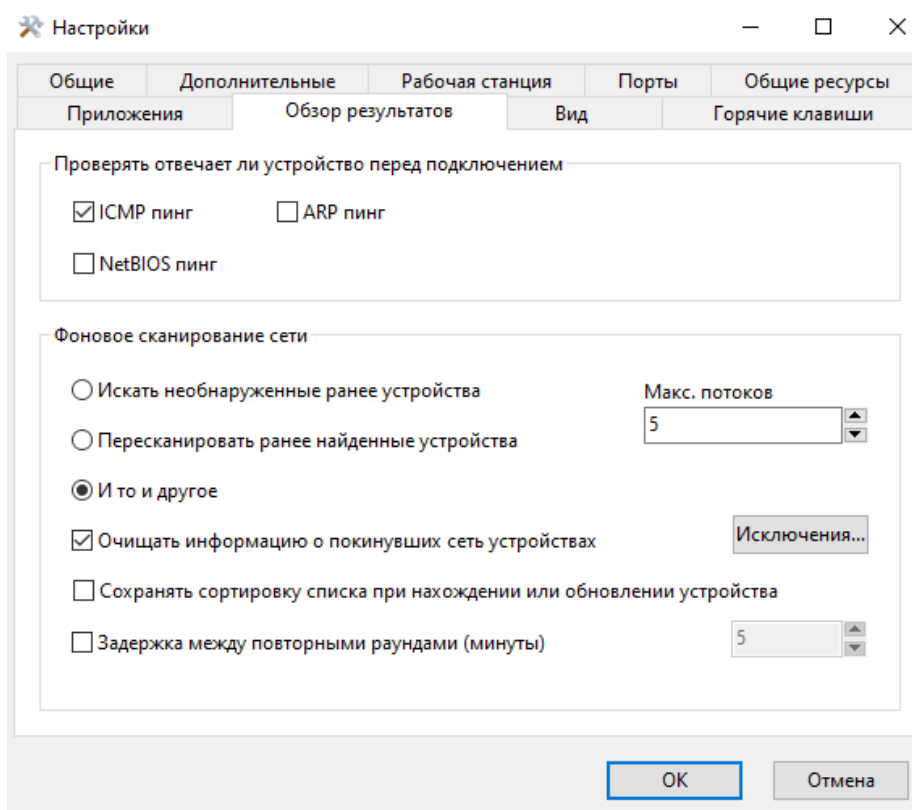 Настройки
Общие Дополнительные Рабочая станция Порты Общие ресурсы
Приложения Обзор результатов Вид Горячие клавиши
Проверять отвечает ли устройство перед подключением
ICMP пинг ARP пинг
NetBIOS пинг
Фоновое сканирование сети
Искать необнаруженные ранее устройства Макс. потоков
5
Пересканировать ранее найденные устройства
И то и другое
Очищать информацию о покинувших сеть устройствах Исключения...
Сохранять сортировку списка при нахождении или обновлении устройства
Задержка между повторными раундами (минуты) 5
ОК Отмена